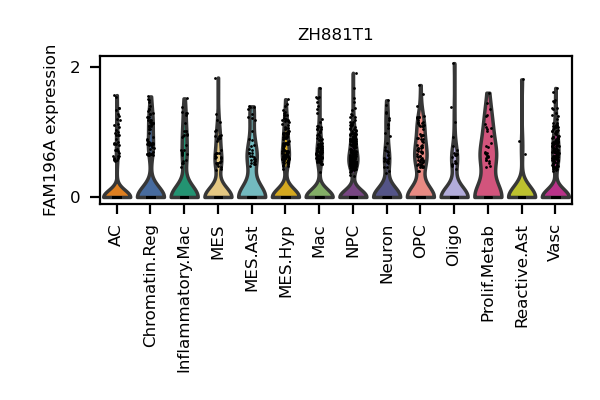 ZH881T1
FAM196A expression
2
0
AC
Chromatin.Reg
Inflammatory.Mac
MES
MES.Ast
MES.Hyp
Mac
NPC
Neuron
OPC
Oligo
Prolif.Metab
Reactive.Ast
Vasc